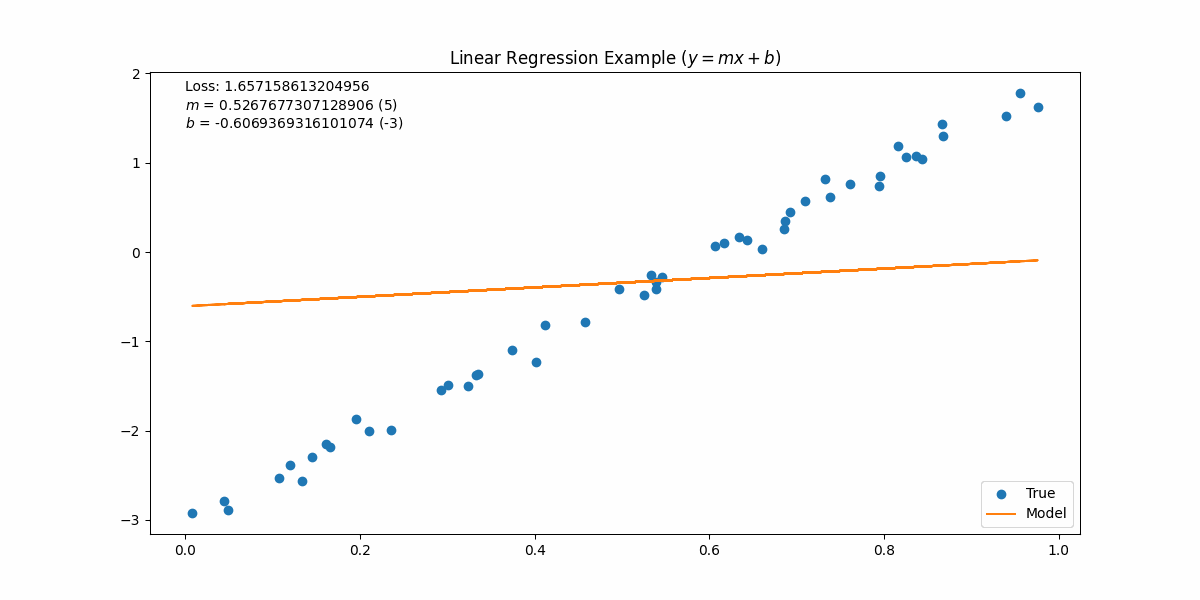 Linear Regression Example (y = mx + b)
Loss: 1.657158613204956
m = 0.5267677307128906 (5)
b = -0.6069369316101074 (-3)
2
1
0
−1
−2
−3
True
Model
0.0 0.2 0.4 0.6 0.8 1.0